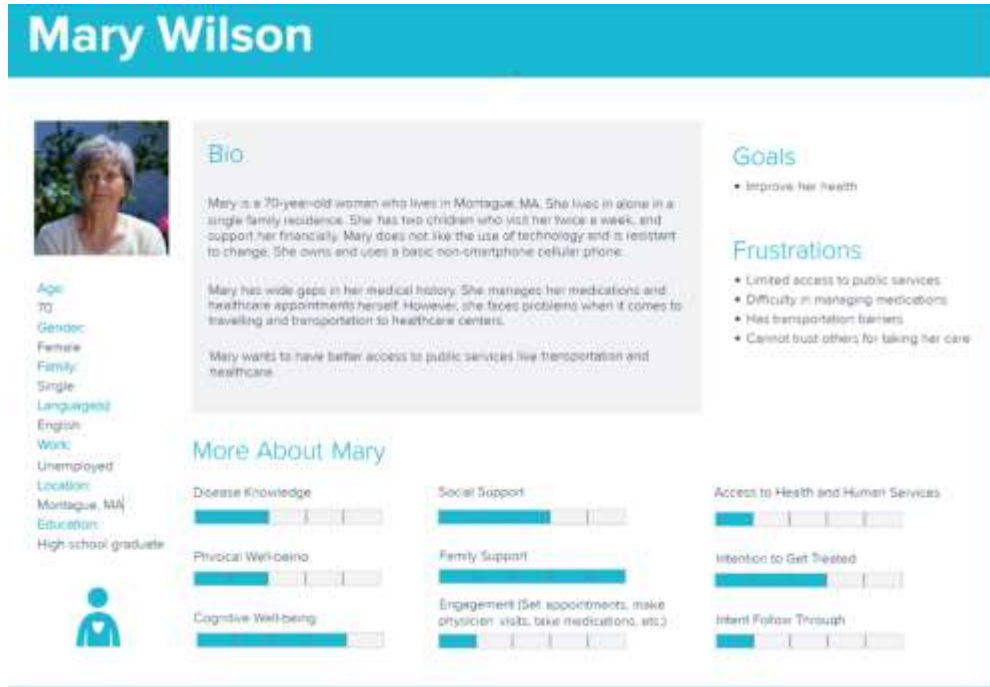 Mary Wilson
Bio
Mary is a 70-year-old woman who lives in Montague, MA. She lives in alone in a
single family residence. She has two children who visit her twice a week, and
support her financially. Mary does not like the use of technology and is resistant
to change. She owns and uses a basic non-smartphone cellular phone.
Mary has wide gaps in her medical history. She manages her medications and
healthcare appointments herself. However, she faces problems when it comes to
travelling and transportation to healthcare centers.
Mary wants to have better access to public services like transportation and
healthcare
Goals
• Improve her health
Frustrations
• Limited access to public services
• Difficulty in managing medications
• Has transportation barriers
• Cannot trust others for taking her care
Age:
70
Gender:
Female
Family:
Single
Language(s)
English
Work:
Unemployed
Location:
Montague, MA
Education:
High school graduate
More About Mary
Disease Knowledge
Physical Well-being
Cognitive Well-being
Social Support
Family Support
Engagement (Set appointments, make
physician visits, take medications, etc.)
Access to Health and Human Services
Intention to Get Treated
Intent Follow Through